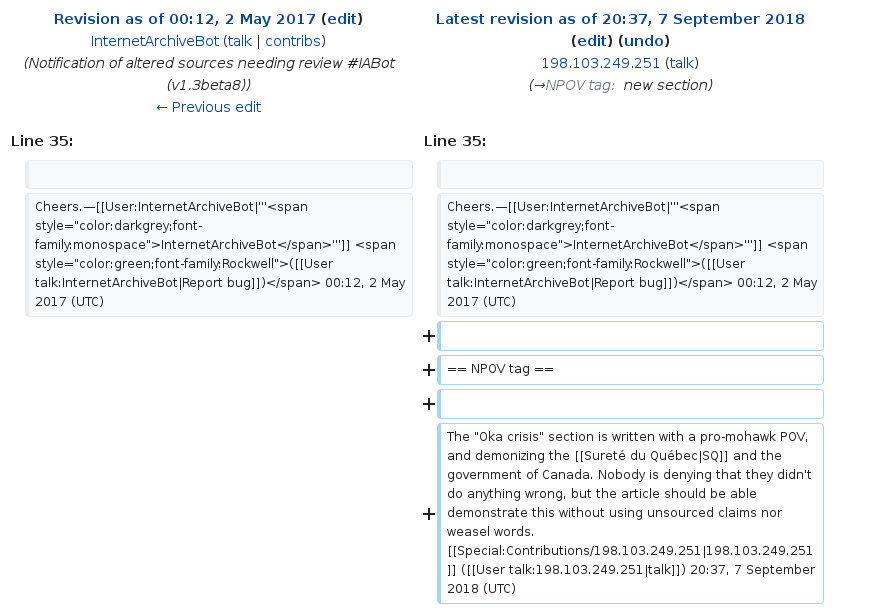 Revision as of 00:12, 2 May 2017 (edit)
InternetArchiveBot (talk | contribs)
(Notification of altered sources needing review #IABot
(v1.3beta8))
← Previous edit
Latest revision as of 20:37, 7 September 2018
(edit) (undo)
198.103.249.251 (talk)
(→NPOV tag: new section)
Line 35:
Line 35:
Cheers.—[[User:InternetArchiveBot|'''<span
style="color:darkgrey;font-
family:monospace">InternetArchiveBot</span>''']] <span
style="color:green;font-family:Rockwell">([[User
talk:InternetArchiveBot|Report bug]])</span> 00:12, 2 May
2017 (UTC)
Cheers.—[[User:InternetArchiveBot|'''<span
style="color:darkgrey;font-
family:monospace">InternetArchiveBot</span>''']] <span
style="color:green;font-family:Rockwell">([[User
talk:InternetArchiveBot|Report bug]])</span> 00:12, 2 May
2017 (UTC)
+
+ == NPOV tag ==
+
The "Oka crisis" section is written with a pro-mohawk POV,
and demonizing the [[Sureté du Québec|SQ]] and the
government of Canada. Nobody is denying that they didn't
do anything wrong, but the article should be able
+ demonstrate this without using unsourced claims nor
weasel words.
[[Special:Contributions/198.103.249.251|198.103.249.251
]] ([[User talk:198.103.249.251|talk]]) 20:37, 7 September
2018 (UTC)